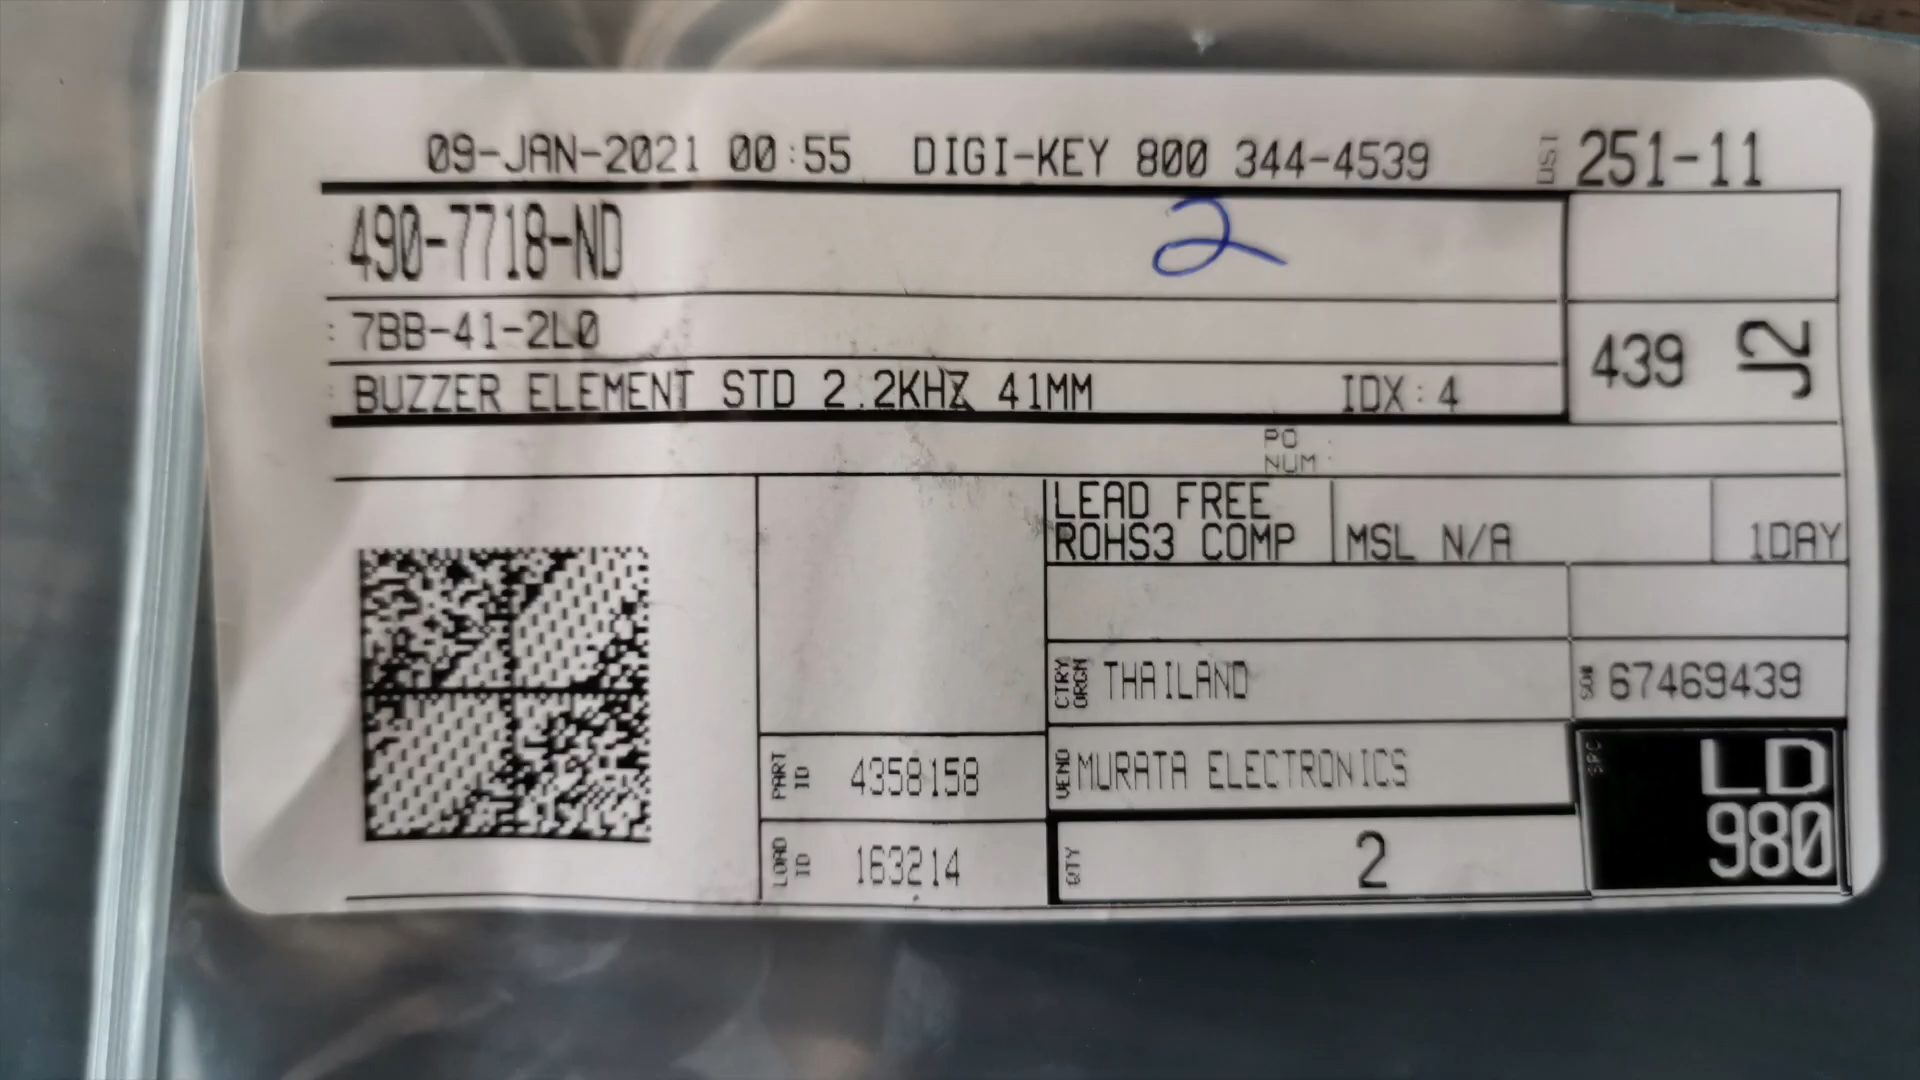 09-JAN-2021 00:55 DIGI-KEY 800 344-4539 251-11
490-7718-ND 2
: 7BB-41-2L0
: BUZZER ELEMENT STD 2.2KHZ 41MM IDX:4
439 J2
PO
NUM :
LEAD FREE
ROHS3 COMP
MSL N/A
1DAY
CTRY
ORGN
THAILAND
SO# 67469439
PART
ID
4358158
VEND MURATA ELECTRONICS
SPC
LD
980
LOAD
ID
163214
QTY 2